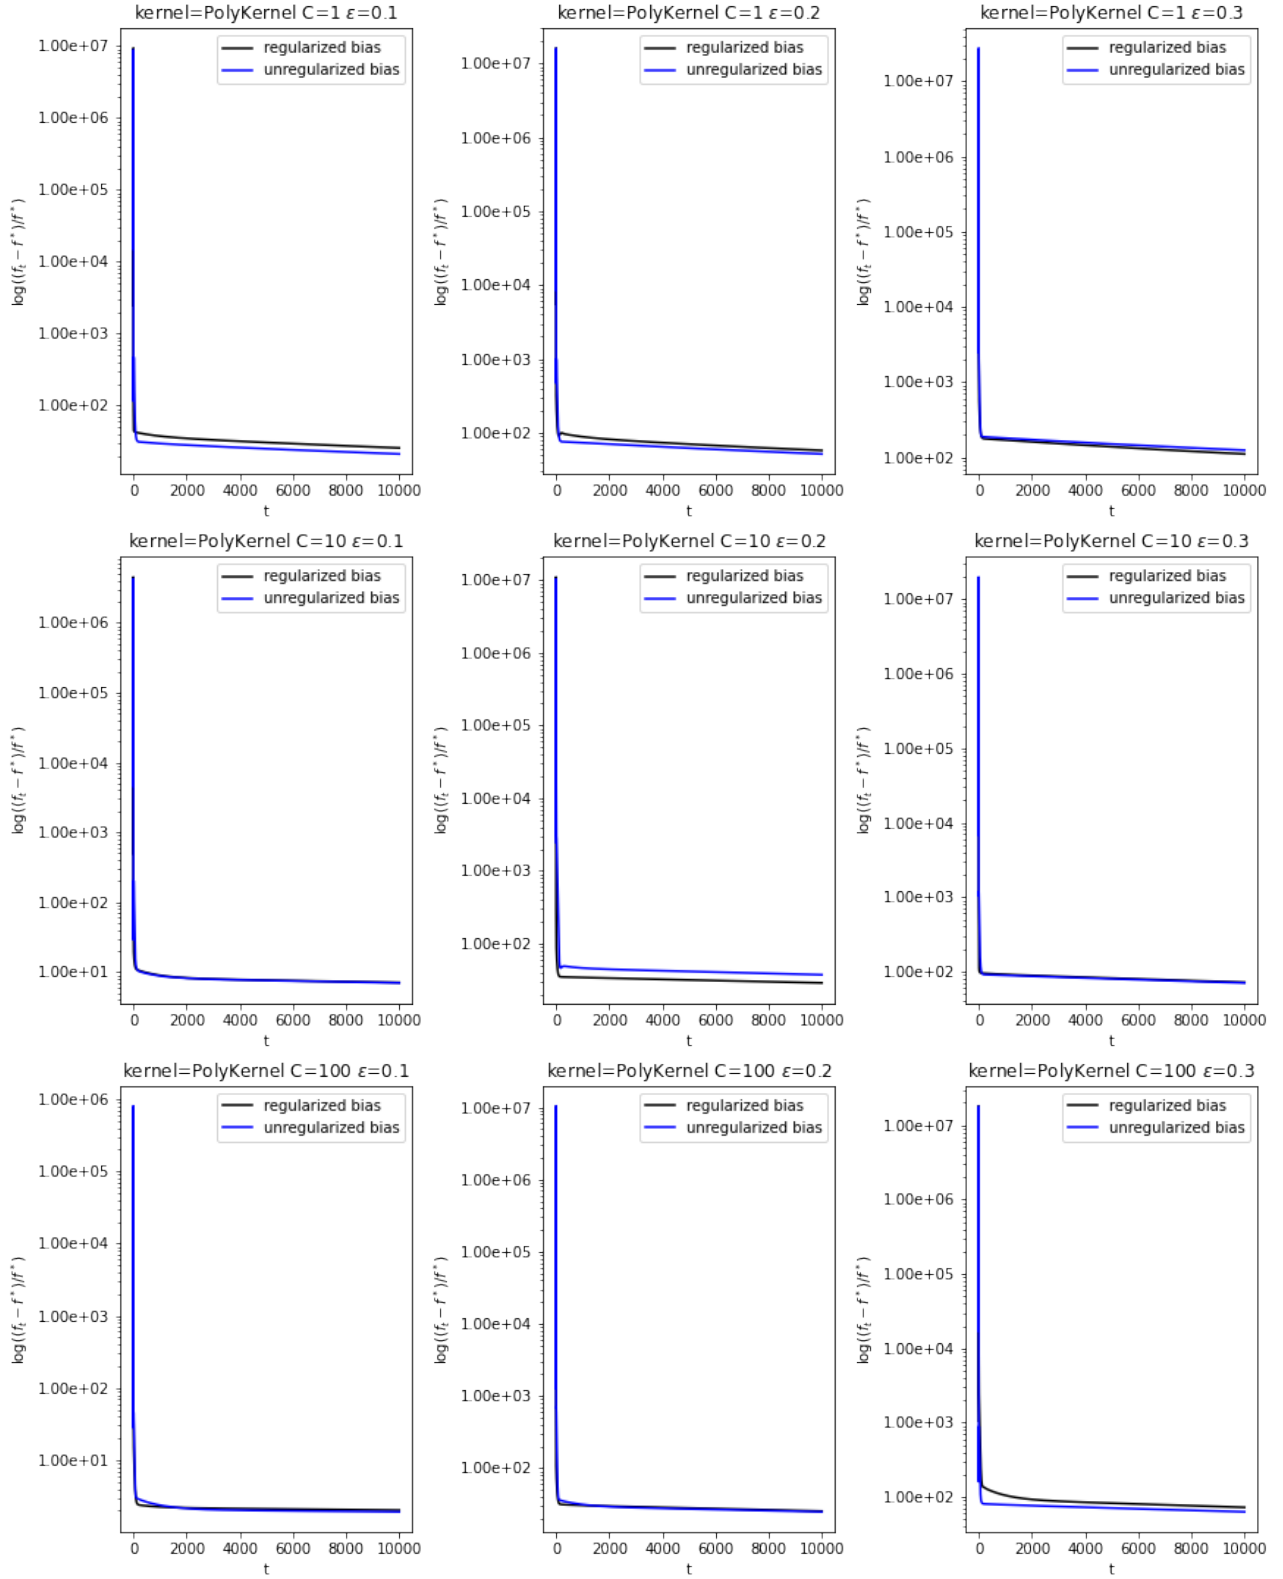 kernel=PolyKernel C=1 ε=0.1
1.00e+07
1.00e+06
1.00e+05
1.00e+04
1.00e+03
1.00e+02
log((f_t − f*)/f*)
regularized bias
unregularized bias
0 2000 4000 6000 8000 10000
t
kernel=PolyKernel C=1 ε=0.2
1.00e+07
1.00e+06
1.00e+05
1.00e+04
1.00e+03
1.00e+02
log((f_t − f*)/f*)
regularized bias
unregularized bias
0 2000 4000 6000 8000 10000
t
kernel=PolyKernel C=1 ε=0.3
1.00e+07
1.00e+06
1.00e+05
1.00e+04
1.00e+03
1.00e+02
log((f_t − f*)/f*)
regularized bias
unregularized bias
0 2000 4000 6000 8000 10000
t
kernel=PolyKernel C=10 ε=0.1
1.00e+06
1.00e+05
1.00e+04
1.00e+03
1.00e+02
1.00e+01
log((f_t − f*)/f*)
regularized bias
unregularized bias
0 2000 4000 6000 8000 10000
t
kernel=PolyKernel C=10 ε=0.2
1.00e+07
1.00e+06
1.00e+05
1.00e+04
1.00e+03
1.00e+02
log((f_t − f*)/f*)
regularized bias
unregularized bias
0 2000 4000 6000 8000 10000
t
kernel=PolyKernel C=10 ε=0.3
1.00e+07
1.00e+06
1.00e+05
1.00e+04
1.00e+03
1.00e+02
log((f_t − f*)/f*)
regularized bias
unregularized bias
0 2000 4000 6000 8000 10000
t
kernel=PolyKernel C=100 ε=0.1
1.00e+06
1.00e+05
1.00e+04
1.00e+03
1.00e+02
1.00e+01
log((f_t − f*)/f*)
regularized bias
unregularized bias
0 2000 4000 6000 8000 10000
t
kernel=PolyKernel C=100 ε=0.2
1.00e+07
1.00e+06
1.00e+05
1.00e+04
1.00e+03
1.00e+02
log((f_t − f*)/f*)
regularized bias
unregularized bias
0 2000 4000 6000 8000 10000
t
kernel=PolyKernel C=100 ε=0.3
1.00e+07
1.00e+06
1.00e+05
1.00e+04
1.00e+03
1.00e+02
log((f_t − f*)/f*)
regularized bias
unregularized bias
0 2000 4000 6000 8000 10000
t